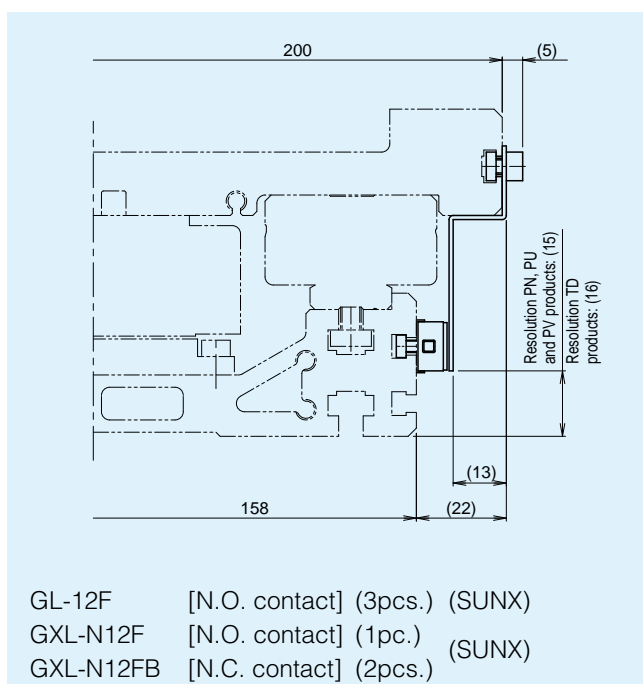 200
(5)
Resolution PN, PU
and PV products: (15)
Resolution TD
products: (16)
(13)
158
(22)
GL-12F [N.O. contact] (3pcs.) (SUNX)
GXL-N12F [N.O. contact] (1pc.)
(SUNX)
GXL-N12FB [N.C. contact] (2pcs.)